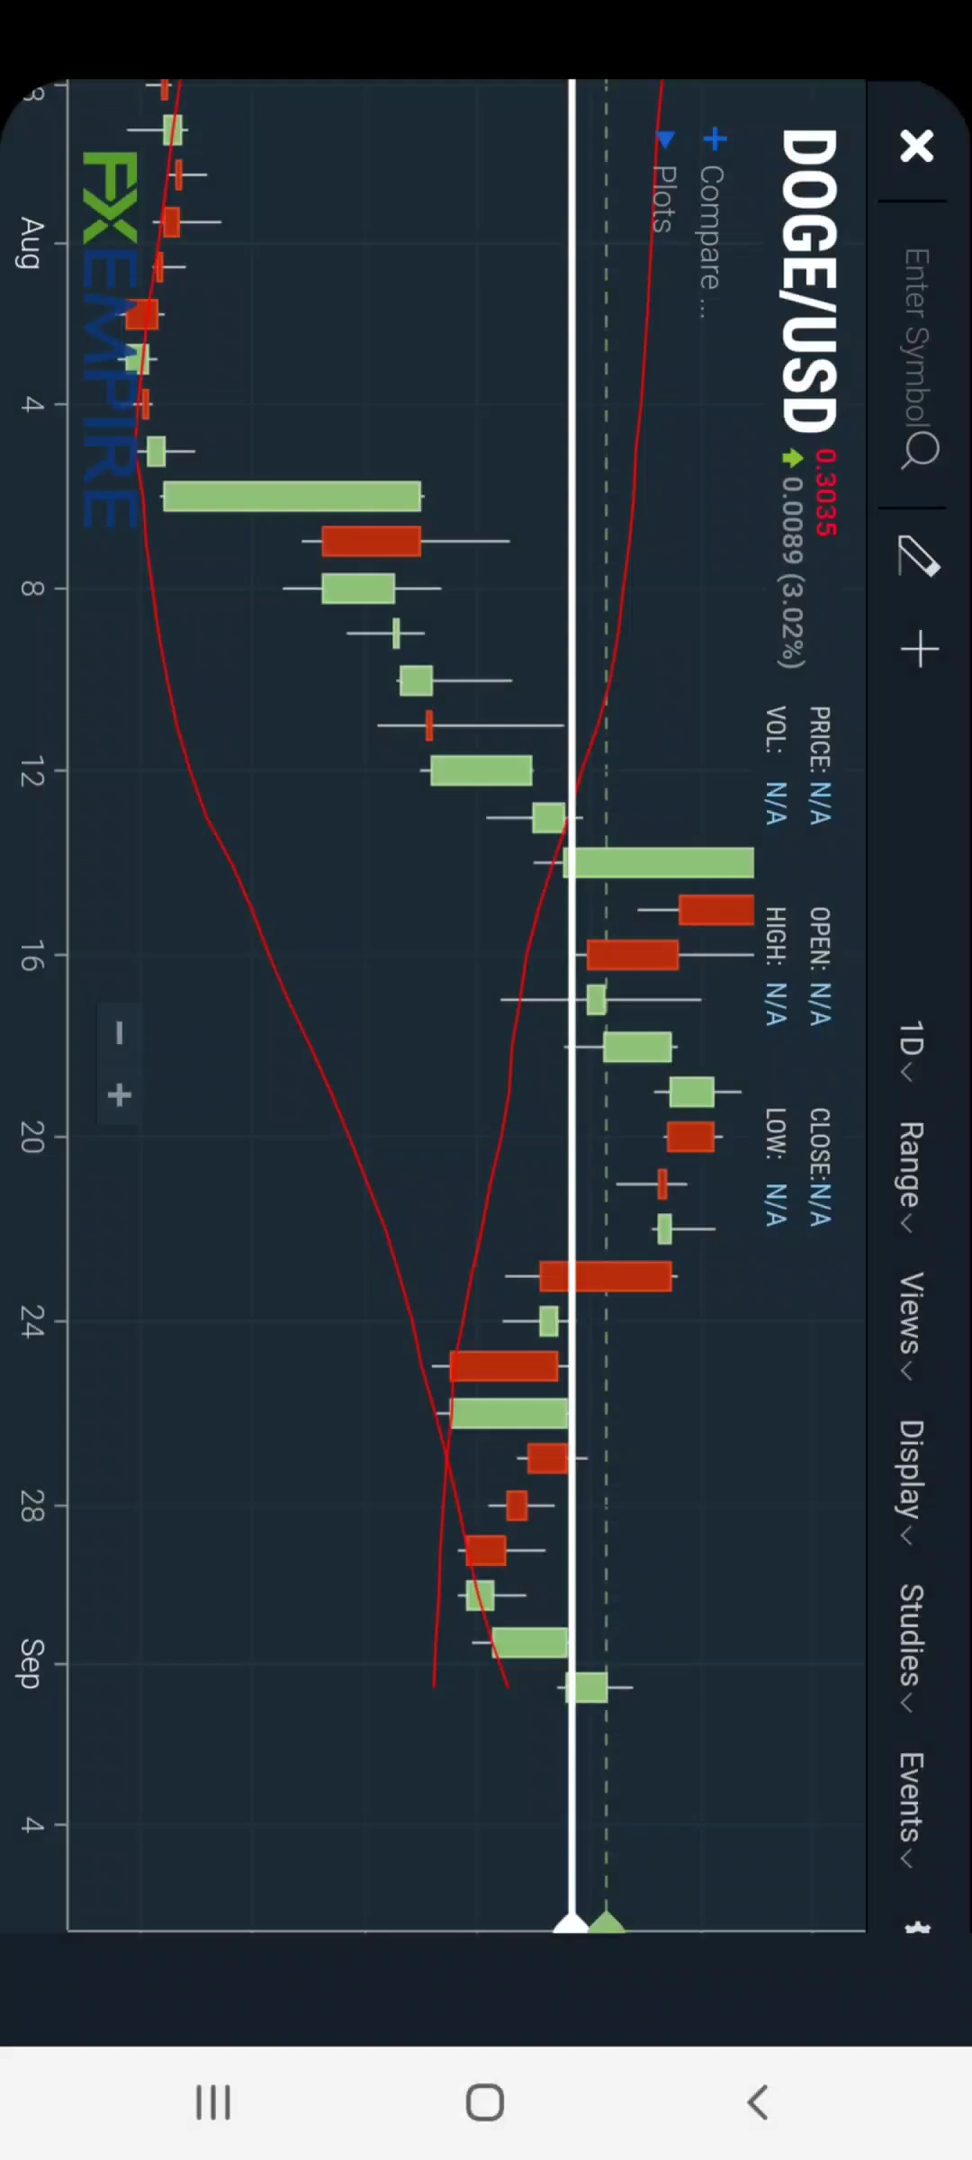 Enter Symbol
1D
Range
Views
Display
Studies
Events
DOGE/USD
0.3035
0.0089 (3.02%)
PRICE: N/A
OPEN: N/A
CLOSE:N/A
VOL: N/A
HIGH: N/A
LOW: N/A
+ Compare ...
Plots
FXEMPIRE
Aug
4
8
12
16
20
24
28
Sep
4